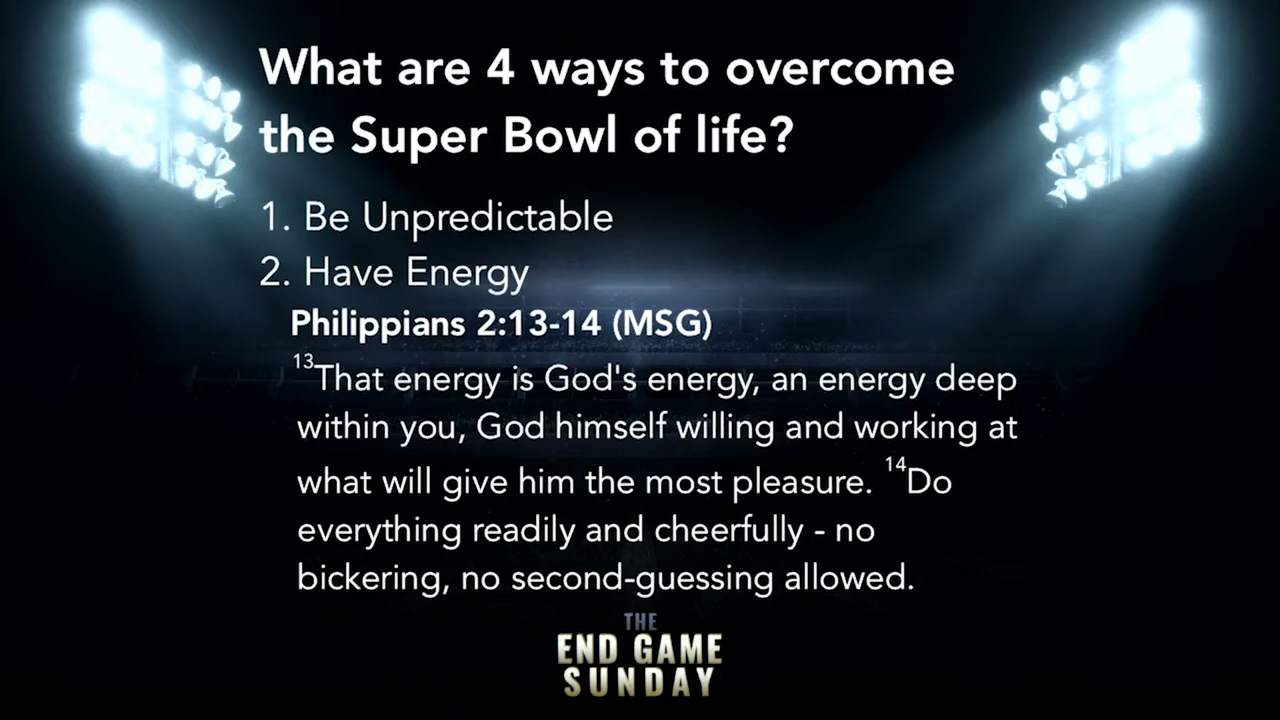 What are 4 ways to overcome
the Super Bowl of life?
1. Be Unpredictable
2. Have Energy
Philippians 2:13-14 (MSG)
13That energy is God's energy, an energy deep
within you, God himself willing and working at
what will give him the most pleasure. 14Do
everything readily and cheerfully - no
bickering, no second-guessing allowed.
THE
END GAME
SUNDAY